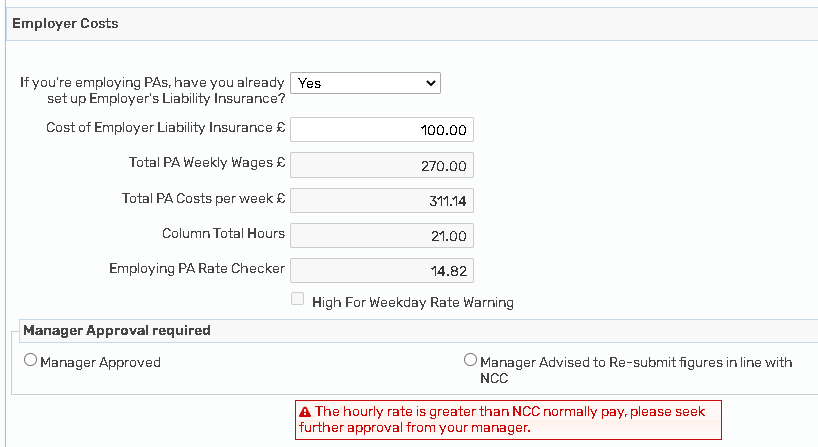 Employer Costs
If you're employing PAs, have you already
set up Employer's Liability Insurance?
Yes
Cost of Employer Liability Insurance £
100.00
Total PA Weekly Wages £
270.00
Total PA Costs per week £
311.14
Column Total Hours
21.00
Employing PA Rate Checker
14.82
High For Weekday Rate Warning
Manager Approval required
Manager Approved
Manager Advised to Re-submit figures in line with
NCC
The hourly rate is greater than NCC normally pay, please seek
further approval from your manager.